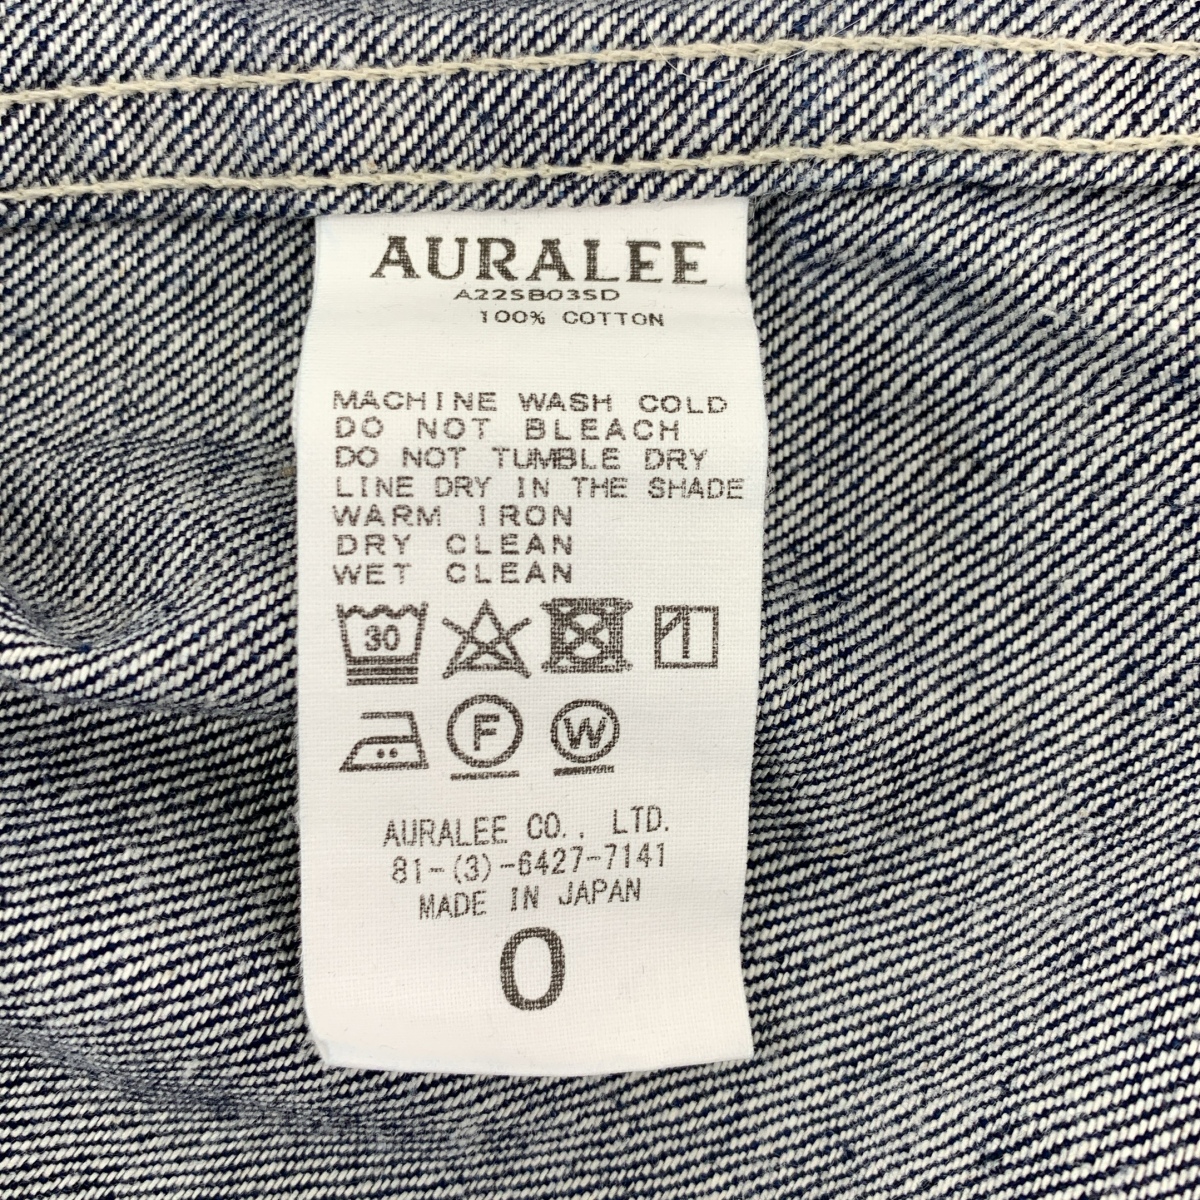 AURALEE
A22SB03SD
100% COTTON
MACHINE WASH COLD
DO NOT BLEACH
DO NOT TUMBLE DRY
LINE DRY IN THE SHADE
WARM IRON
DRY CLEAN
WET CLEAN
30
F W
AURALEE CO., LTD.
81-(3)-6427-7141
MADE IN JAPAN
0